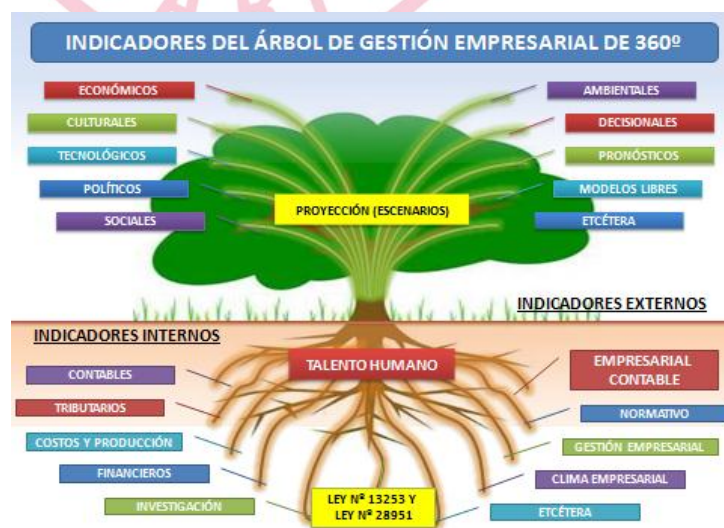 INDICADORES DEL ÁRBOL DE GESTIÓN EMPRESARIAL DE 360º
ECONÓMICOS
CULTURALES
TECNOLÓGICOS
POLÍTICOS
SOCIALES
AMBIENTALES
DECISIONALES
PRONÓSTICOS
MODELOS LIBRES
ETCÉTERA
PROYECCIÓN (ESCENARIOS)
INDICADORES EXTERNOS
INDICADORES INTERNOS
TALENTO HUMANO
CONTABLES
TRIBUTARIOS
COSTOS Y PRODUCCIÓN
FINANCIEROS
INVESTIGACIÓN
EMPRESARIAL
CONTABLE
NORMATIVO
GESTIÓN EMPRESARIAL
CLIMA EMPRESARIAL
ETCÉTERA
LEY Nº 13253 Y
LEY Nº 28951